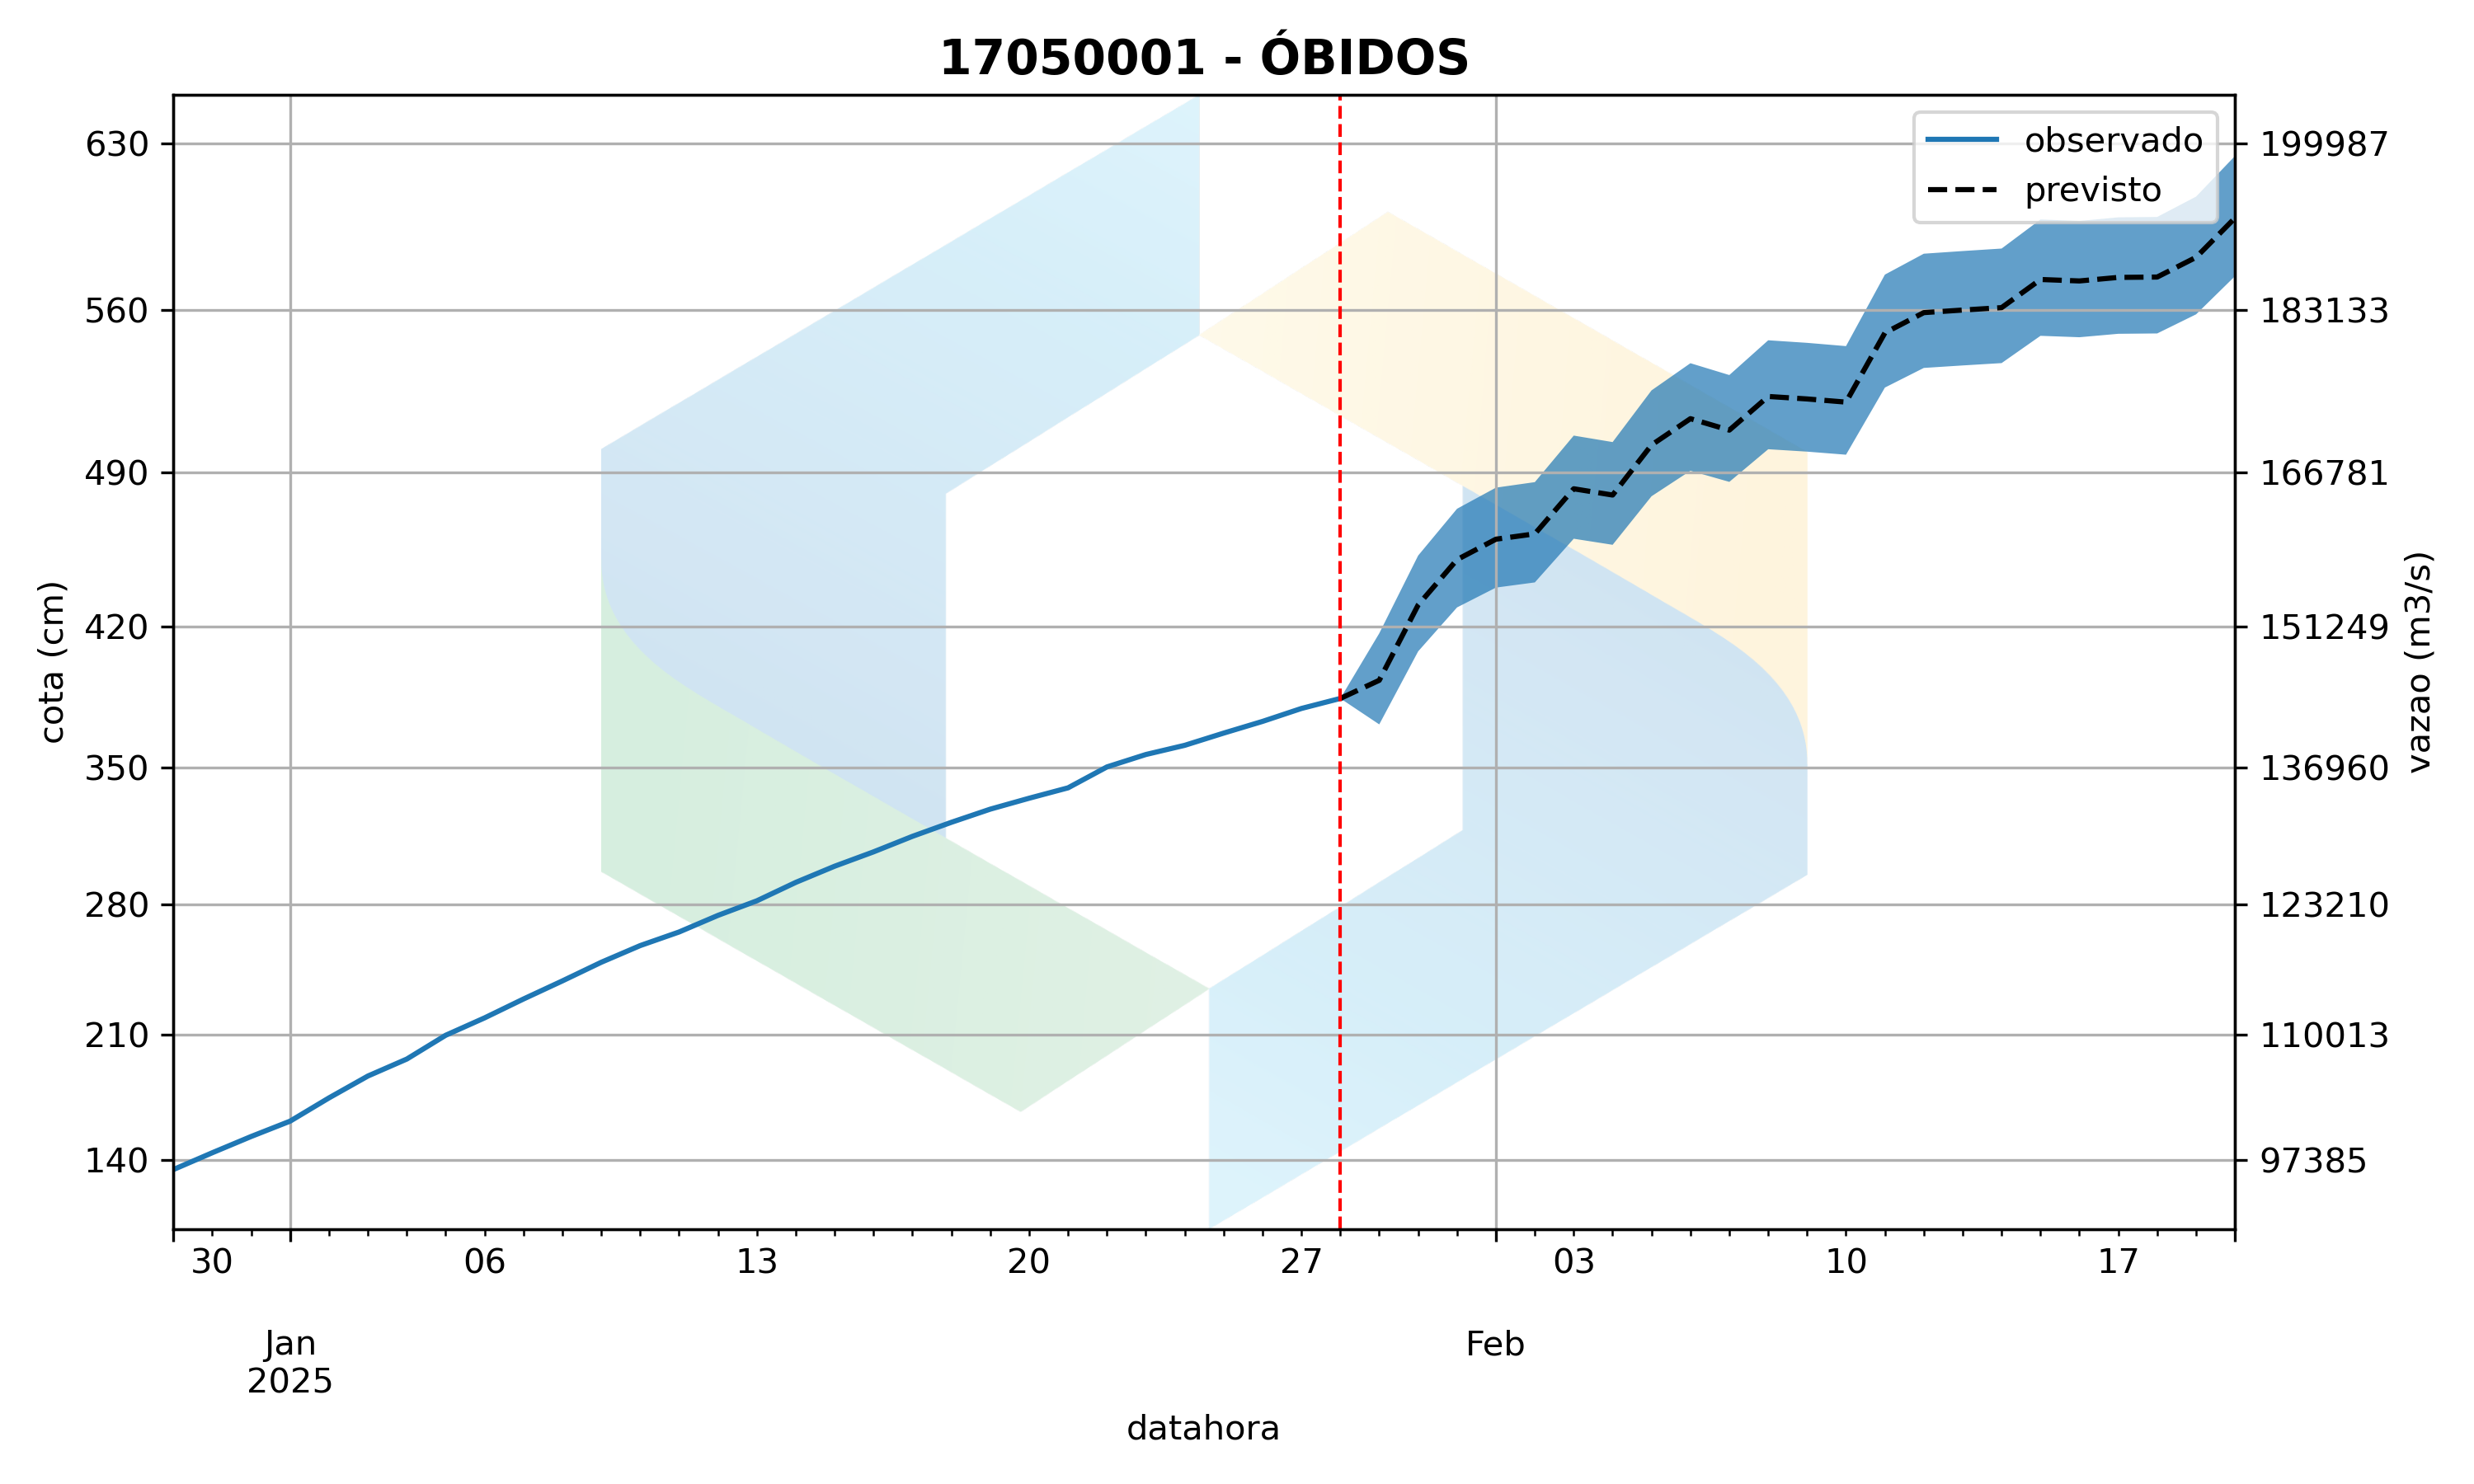 17050001 - ÓBIDOS
observado
previsto
630
560
490
420
350
280
210
140
cota (cm)
199987
183133
166781
151249
136960
123210
110013
97385
vazao (m3/s)
30 06 13 20 27 03 10 17
Jan Feb
2025
datahora